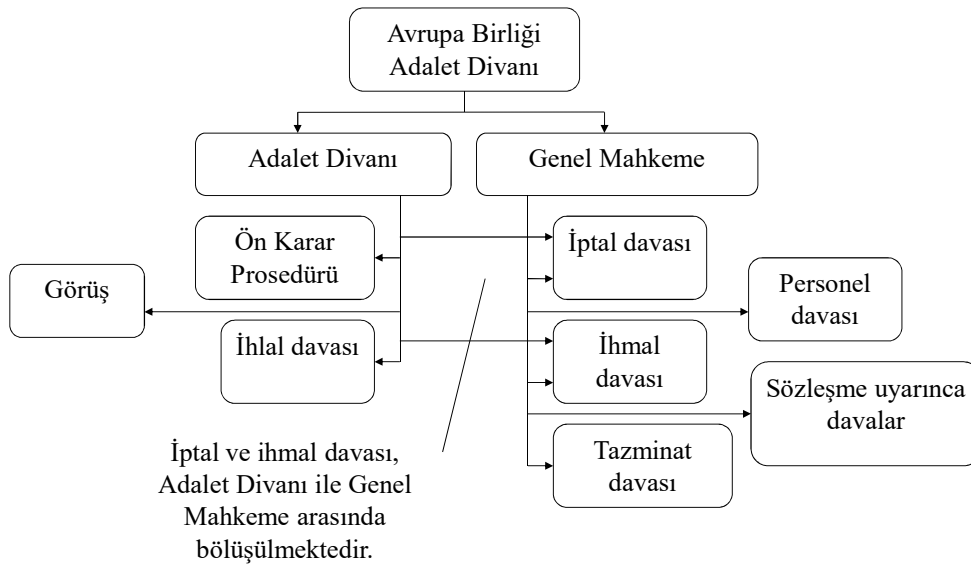 Avrupa Birliği
Adalet Divanı
Adalet Divanı
Genel Mahkeme
Ön Karar
Prosedürü
İptal davası
Görüş
Personel
davası
İhlal davası
İhmal
davası
Sözleşme uyarınca
davalar
Tazminat
davası
İptal ve ihmal davası,
Adalet Divanı ile Genel
Mahkeme arasında
bölüşülmektedir.